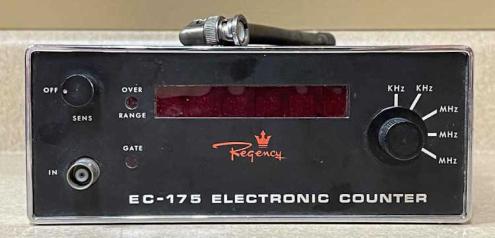 OFF
SENS
OVER
RANGE
GATE
IN
KHz KHz
MHz
MHz
MHz
Regency
EC-175 ELECTRONIC COUNTER